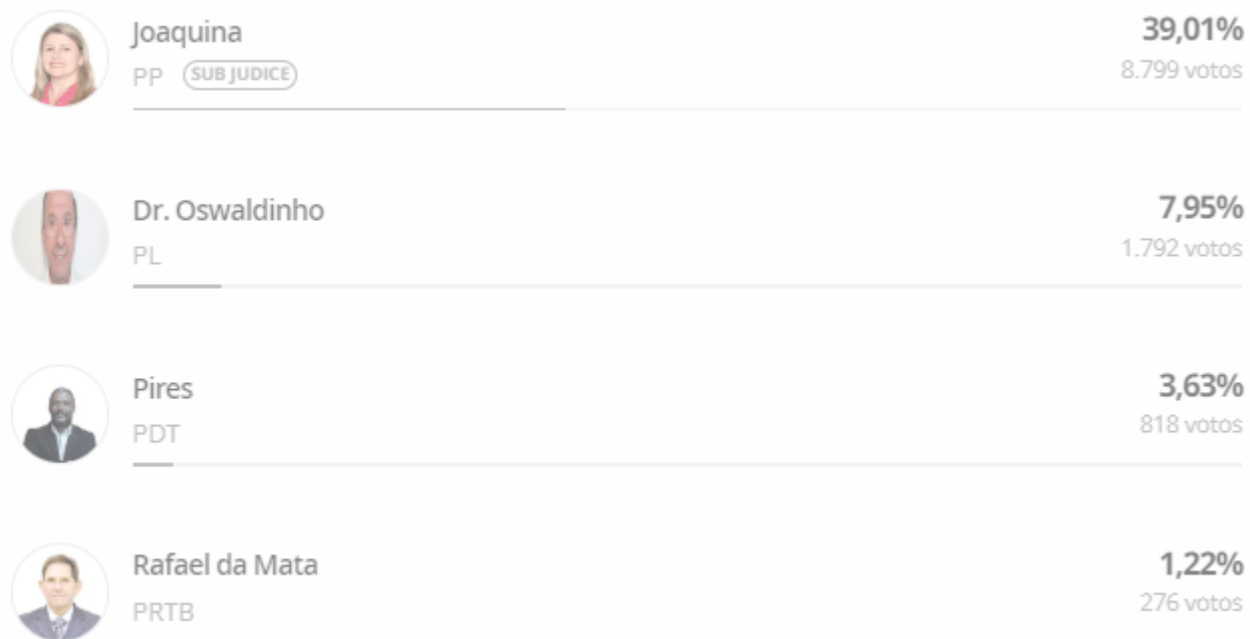 Joaquina
39,01%
PP SUB JUDICE
8.799 votos
Dr. Oswaldinho
7,95%
PL
1.792 votos
Pires
3,63%
PDT
818 votos
Rafael da Mata
1,22%
PRTB
276 votos